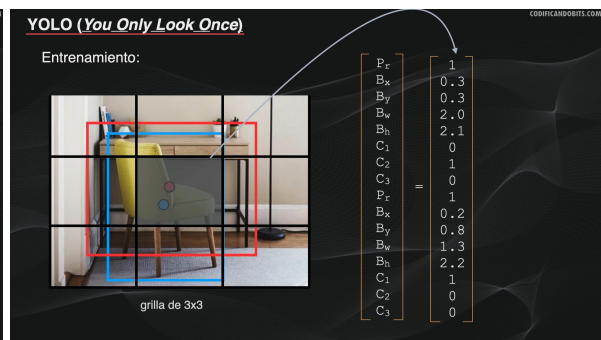 YOLO (You Only Look Once)
CODIFICANDOBITS.COM
Entrenamiento:
grilla de 3x3
Pr 1
Bx 0.3
By 0.3
Bw 2.0
Bh 2.1
C1 0
C2 1
C3 = 0
Pr 1
Bx 0.2
By 0.8
Bw 1.3
Bh 2.2
C1 1
C2 0
C3 0